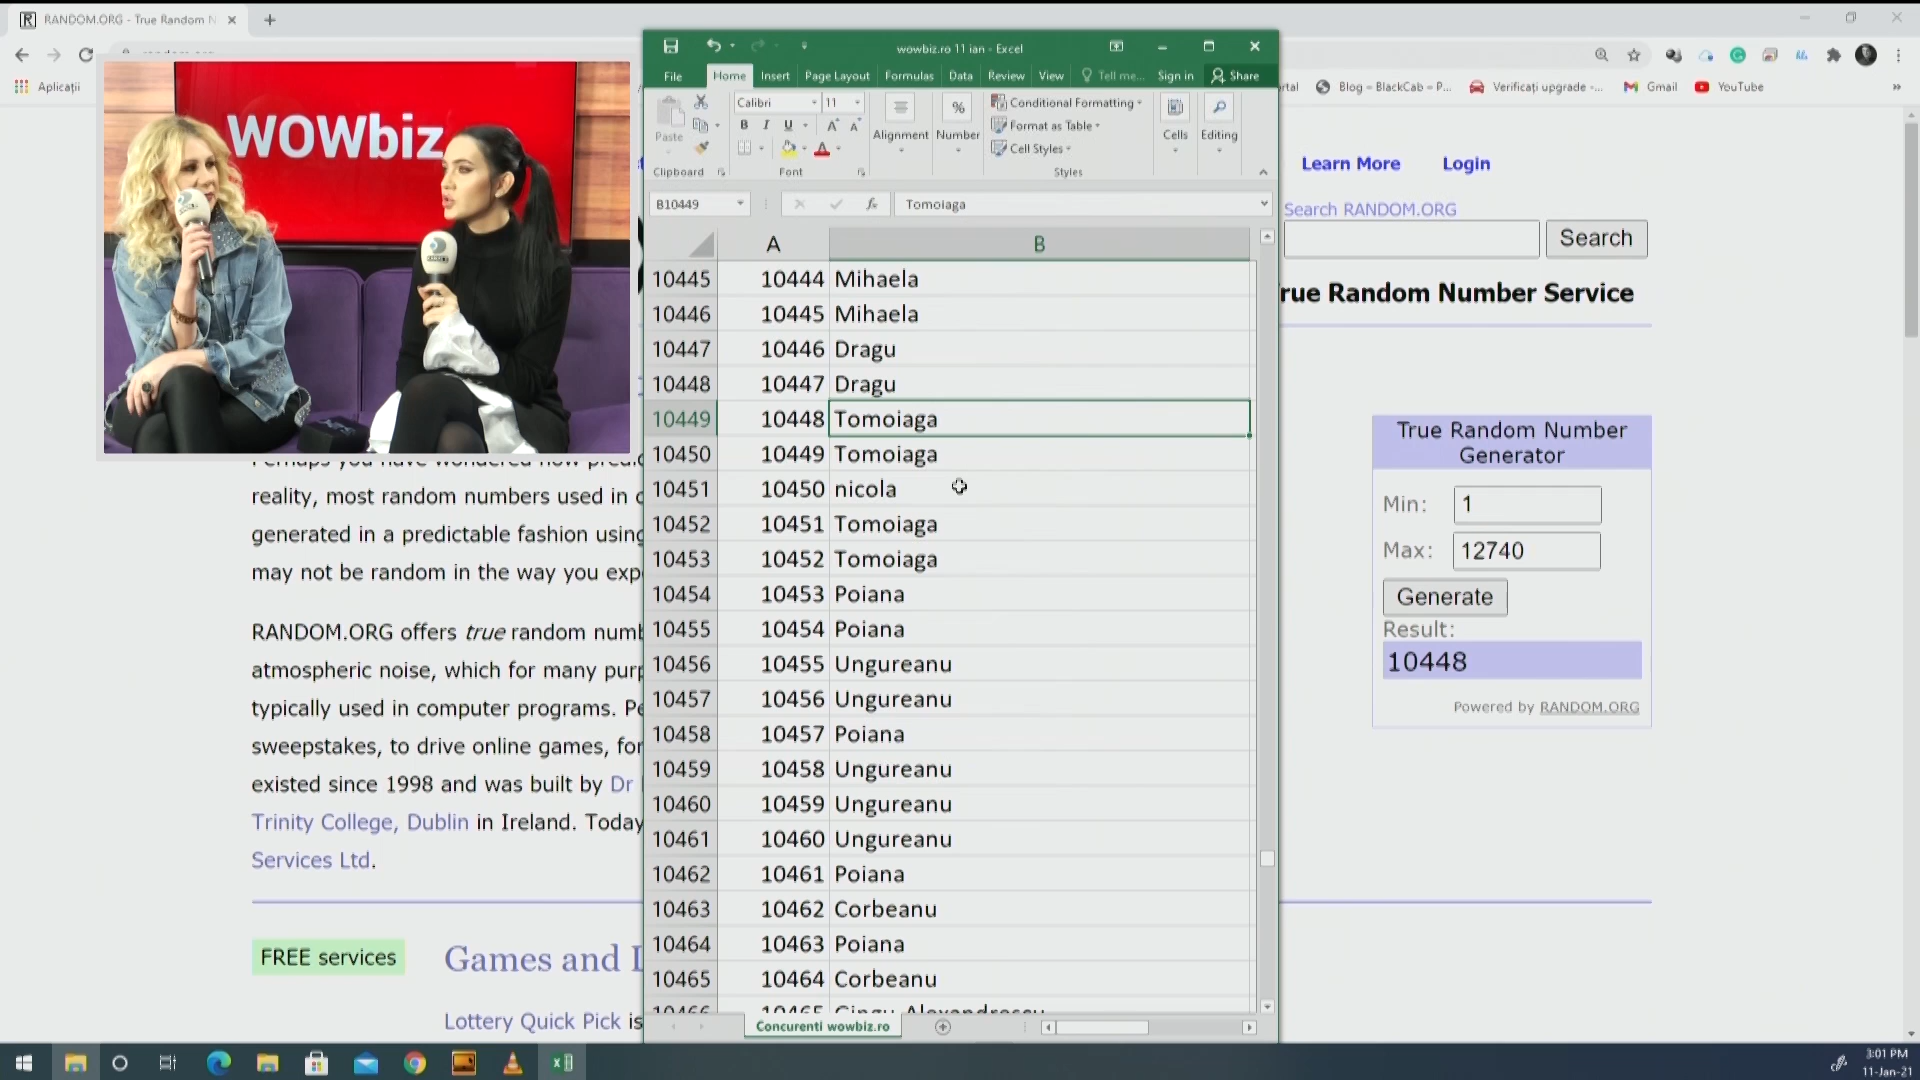 RANDOM.ORG - True Random N
Aplicații
WOWbiz
wowbiz.ro 11 ian - Excel
File Home Insert Page Layout Formulas Data Review View Tell me... Sign in Share
Paste
Calibri 11
B I U
Alignment
Number
Conditional Formatting
Format as Table
Cell Styles
Cells
Editing
Clipboard Font Styles
B10449 fx Tomoiaga
A B
10445 10444 Mihaela
10446 10445 Mihaela
10447 10446 Dragu
10448 10447 Dragu
10449 10448 Tomoiaga
10450 10449 Tomoiaga
10451 10450 nicola
10452 10451 Tomoiaga
10453 10452 Tomoiaga
10454 10453 Poiana
10455 10454 Poiana
10456 10455 Ungureanu
10457 10456 Ungureanu
10458 10457 Poiana
10459 10458 Ungureanu
10460 10459 Ungureanu
10461 10460 Ungureanu
10462 10461 Poiana
10463 10462 Corbeanu
10464 10463 Poiana
10465 10464 Corbeanu
Concurenti wowbiz.ro
Blog – BlackCab – P...
Verificați upgrade -...
Gmail
YouTube
Learn More Login
Search RANDOM.ORG
Search
True Random Number Service
True Random Number
Generator
Min: 1
Max: 12740
Generate
Result:
10448
Powered by RANDOM.ORG
reality, most random numbers used in c
generated in a predictable fashion using
may not be random in the way you exp
RANDOM.ORG offers true random numb
atmospheric noise, which for many purp
typically used in computer programs. Pe
sweepstakes, to drive online games, for
existed since 1998 and was built by Dr
Trinity College, Dublin in Ireland. Today
Services Ltd.
FREE services
Games and L
Lottery Quick Pick is
3:01 PM
11-Jan-21